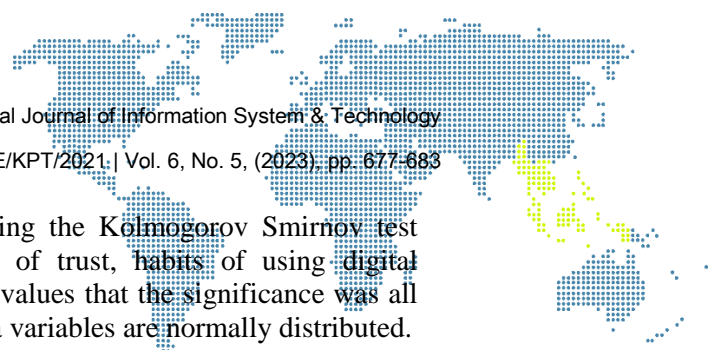 al Journal of Information System & Technology
E/KPT/2021 | Vol. 6, No. 5, (2023), pp. 677-683
ing the Kolmogorov Smirnov test
of trust, habits of using digital
values that the significance was all
variables are normally distributed.